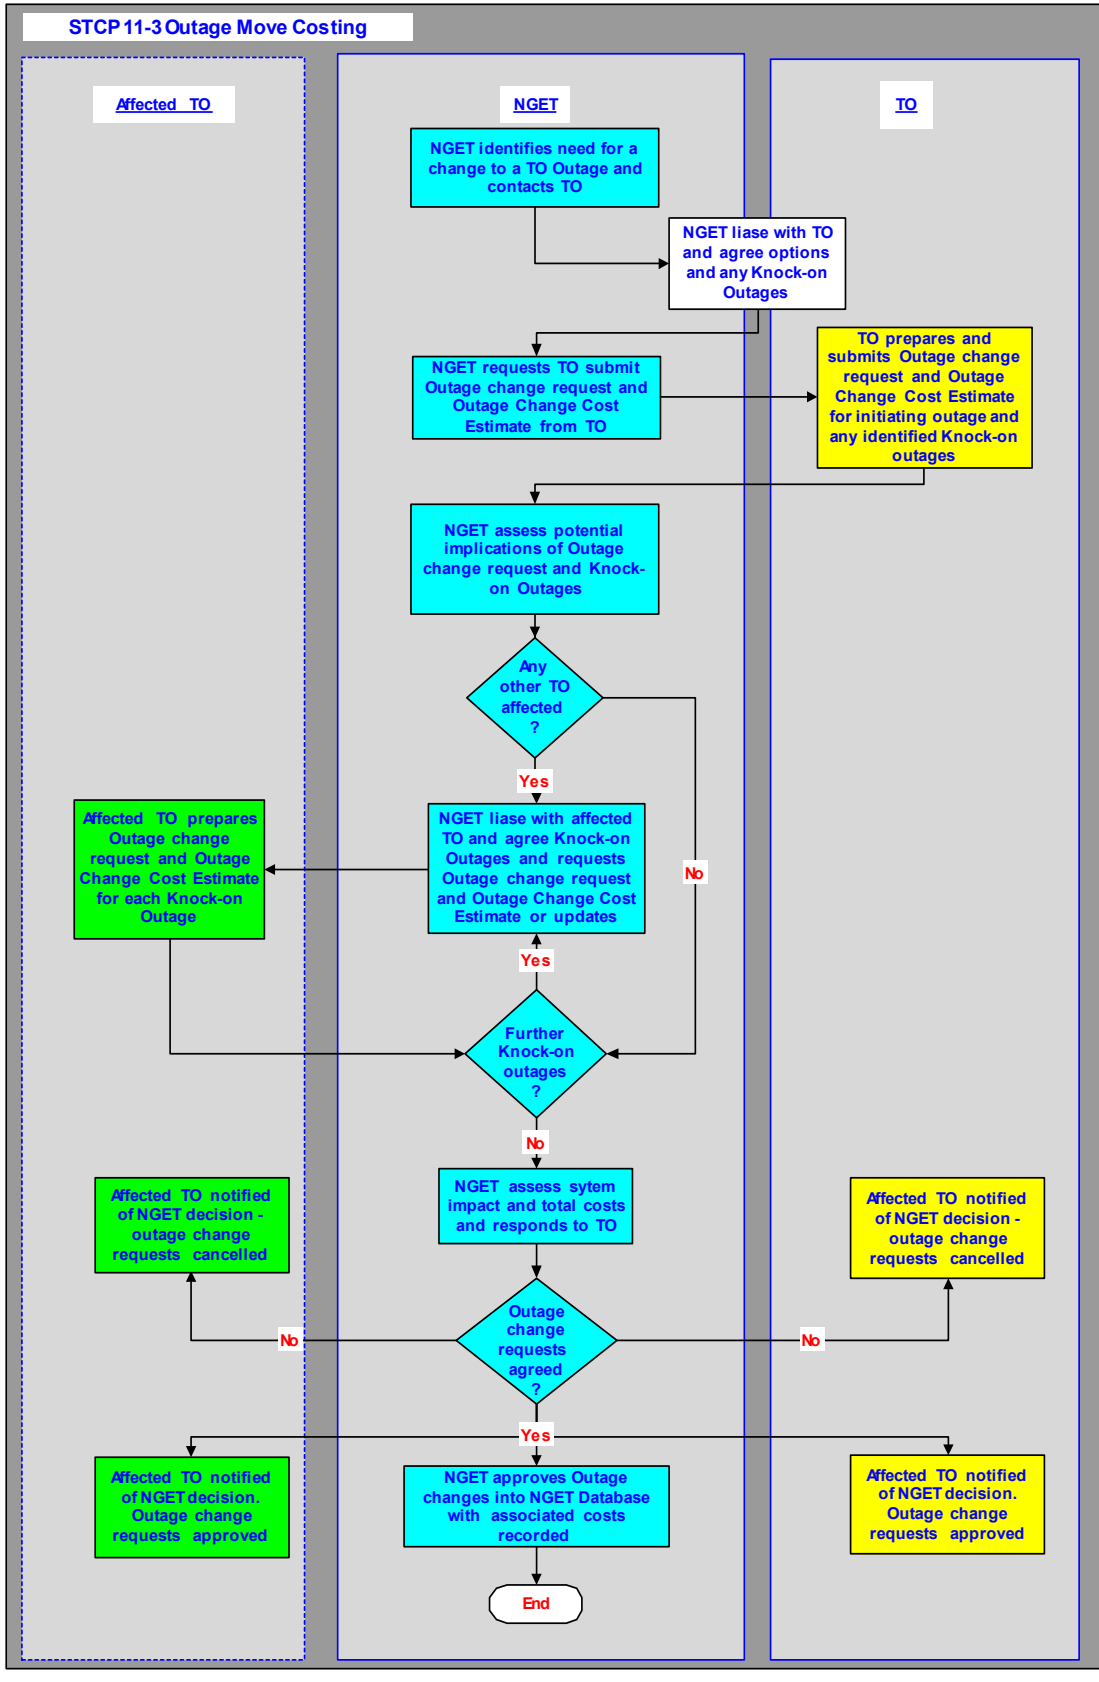 STCP 11-3 Outage Move Costing
Affected TO
NGET
TO
NGET identifies need for a
change to a TO Outage and
contacts TO
NGET liase with TO
and agree options
and any Knock-on
Outages
NGET requests TO submit
Outage change request and
Outage Change Cost
Estimate from TO
TO prepares and
submits Outage change
request and Outage
Change Cost Estimate
for initiating outage and
any identified Knock-on
outages
NGET assess potential
implications of Outage
change request and Knock-
on Outages
Any
other TO
affected
?
Yes
No
Affected TO prepares
Outage change
request and Outage
Change Cost Estimate
for each Knock-on
Outage
NGET liase with affected
TO and agree Knock-on
Outages and requests
Outage change request
and Outage Change Cost
Estimate or updates
Yes
Further
Knock-on
outages
?
No
NGET assess sytem
impact and total costs
and responds to TO
Affected TO notified
of NGET decision -
outage change
requests cancelled
Affected TO notified
of NGET decision -
outage change
requests cancelled
Outage
change
requests
agreed
?
No
No
Yes
Affected TO notified
of NGET decision.
Outage change
requests approved
NGET approves Outage
changes into NGET Database
with associated costs
recorded
Affected TO notified
of NGET decision.
Outage change
requests approved
End